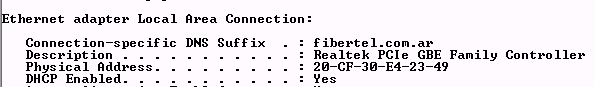 Ethernet adapter Local Area Connection:
Connection-specific DNS Suffix . : fibertel.com.ar
Description . . . . . . . . . . . : Realtek PCIe GBE Family Controller
Physical Address. . . . . . . . . : 20-CF-30-E4-23-49
DHCP Enabled. . . . . . . . . . . : Yes